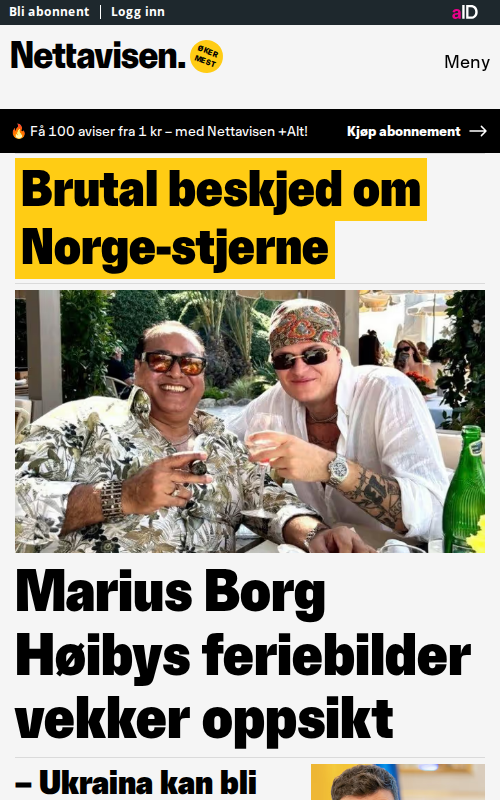 Bli abonnent | Logg inn
aID
Nettavisen.
ØKER
MEST
Meny
🔥 Få 100 aviser fra 1 kr – med Nettavisen +Alt!
Kjøp abonnement →
Brutal beskjed om
Norge-stjerne
Marius Borg
Høibys feriebilder
vekker oppsikt
– Ukraina kan bli